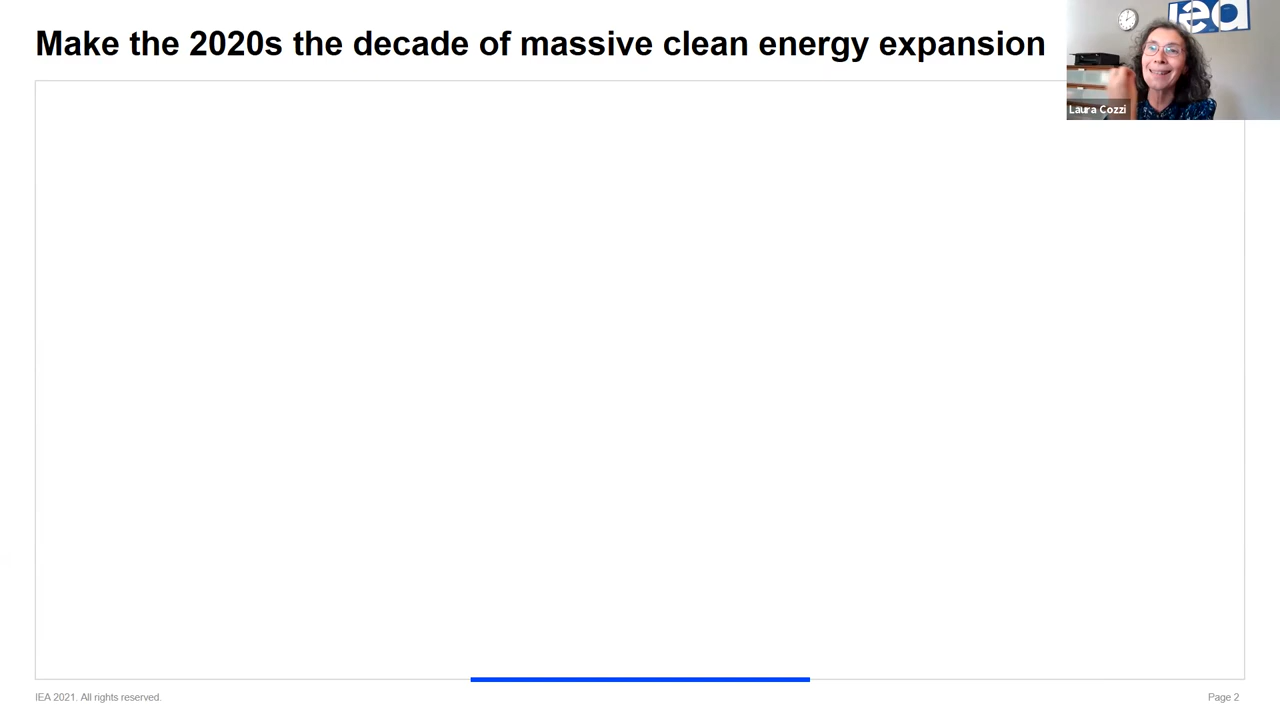 Make the 2020s the decade of massive clean energy expansion
iea
Laura Cozzi
IEA 2021. All rights reserved.
Page 2